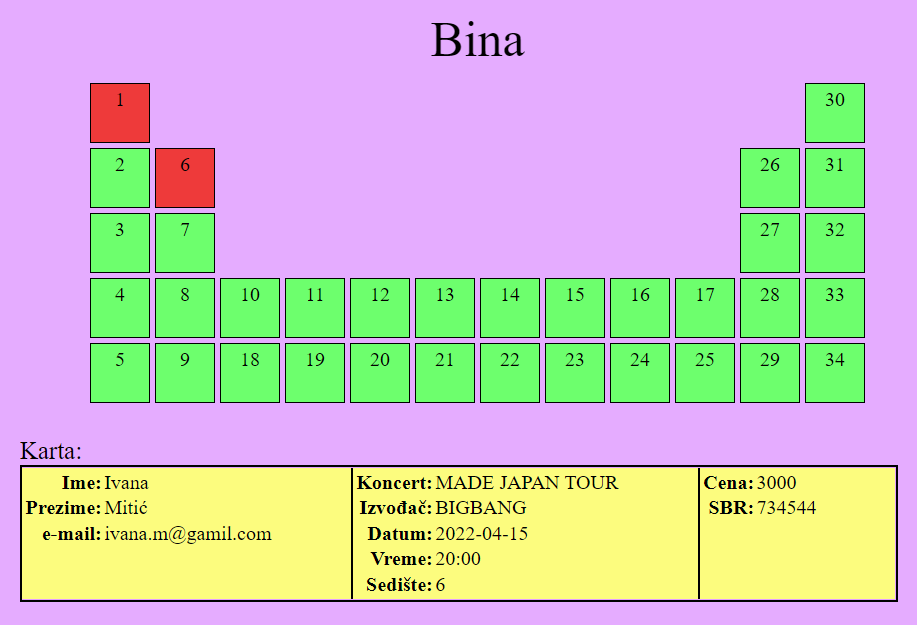 Bina
1 30
2 6 26 31
3 7 27 32
4 8 10 11 12 13 14 15 16 17 28 33
5 9 18 19 20 21 22 23 24 25 29 34
Karta:
Ime: Ivana
Prezime: Mitić
e-mail: ivana.m@gamil.com
Koncert: MADE JAPAN TOUR
Izvođač: BIGBANG
Datum: 2022-04-15
Vreme: 20:00
Sedište: 6
Cena: 3000
SBR: 734544